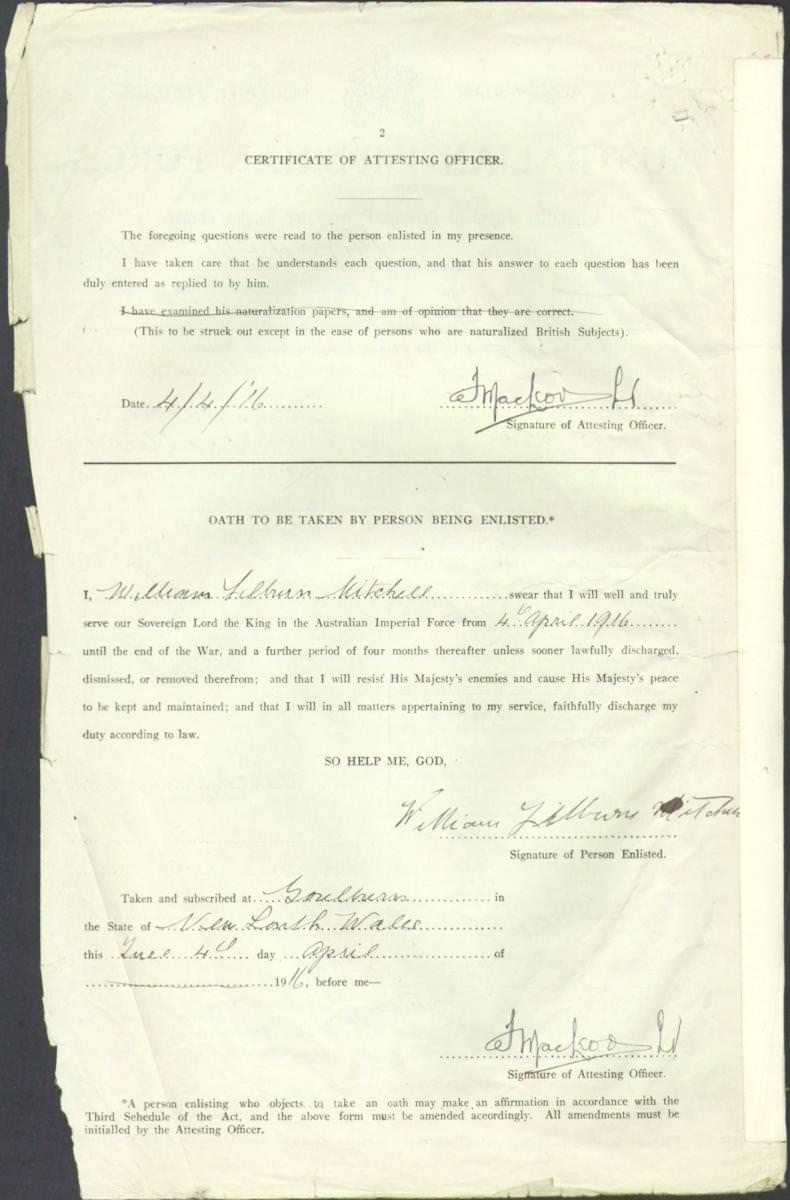 2
CERTIFICATE OF ATTESTING OFFICER.
The foregoing questions were read to the person enlisted in my presence.
I have taken care that he understands each question, and that his answer to each question has been
duly entered as replied to by him.
I have examined his naturalization papers, and am of opinion that they are correct.
(This to be struck out except in the case of persons who are naturalized British Subjects).
Date 4/4/'16
Signature of Attesting Officer.
OATH TO BE TAKEN BY PERSON BEING ENLISTED.*
I, William Lilburn Mitchell swear that I will well and truly
serve our Sovereign Lord the King in the Australian Imperial Force from 4th April 1916
until the end of the War, and a further period of four months thereafter unless sooner lawfully discharged,
dismissed, or removed therefrom; and that I will resist His Majesty's enemies and cause His Majesty's peace
to be kept and maintained; and that I will in all matters appertaining to my service, faithfully discharge my
duty according to law.
SO HELP ME, GOD,
William Lilburn Mitchell
Signature of Person Enlisted.
Taken and subscribed at Goulburn in
the State of New South Wales
this 4th day April of
1916, before me—
Signature of Attesting Officer.
*A person enlisting who objects to take an oath may make an affirmation in accordance with the
Third Schedule of the Act, and the above form must be amended accordingly. All amendments must be
initialled by the Attesting Officer.